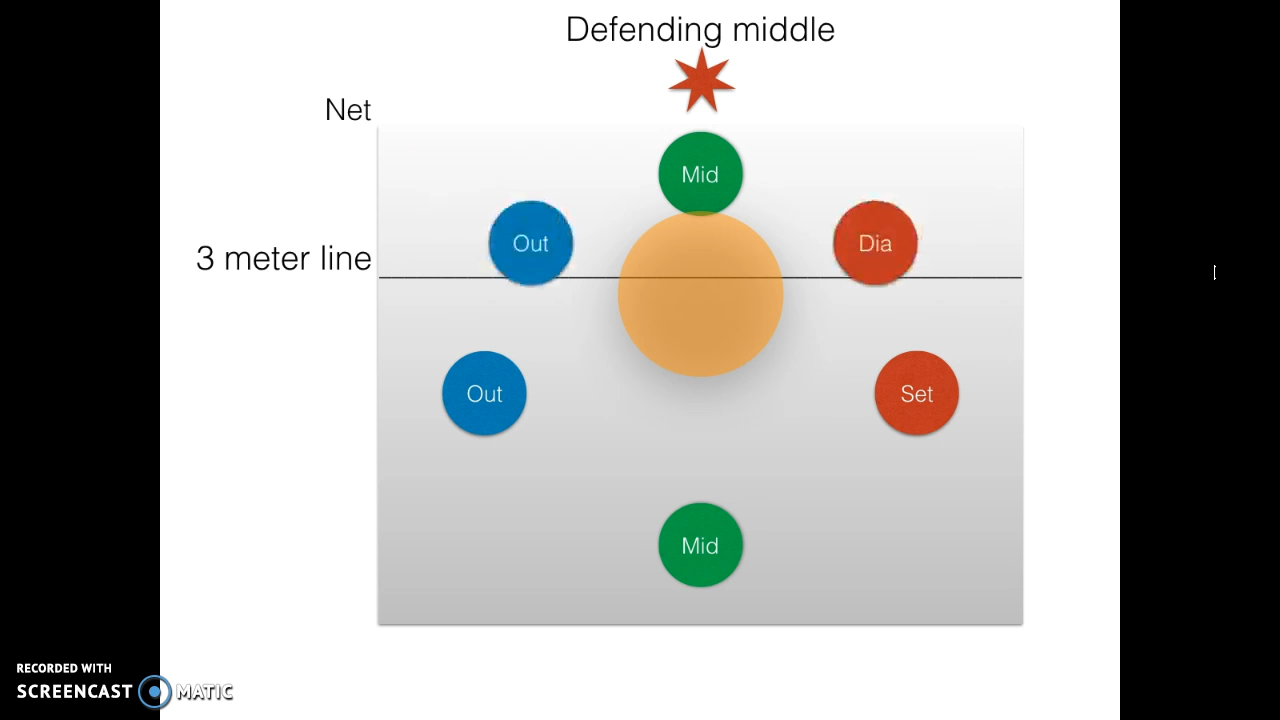 Defending middle
Net
Mid
Out
Dia
3 meter line
Out
Set
Mid
RECORDED WITH
SCREENCAST MATIC